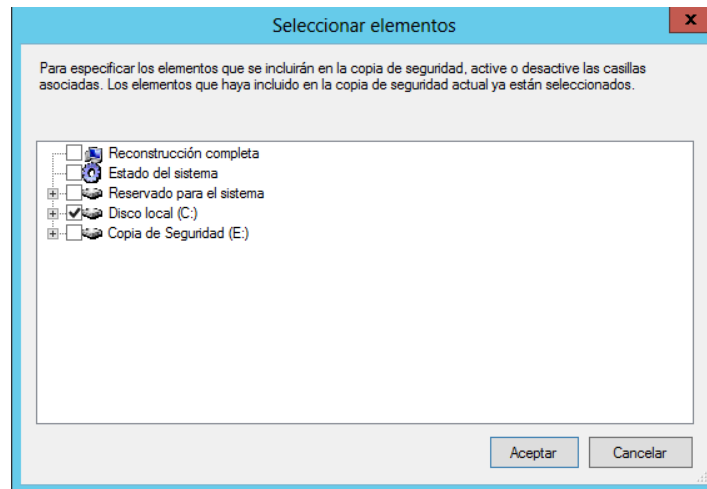 Seleccionar elementos
x
Para especificar los elementos que se incluirán en la copia de seguridad, active o desactive las casillas
asociadas. Los elementos que haya incluido en la copia de seguridad actual ya están seleccionados.
Reconstrucción completa
Estado del sistema
Reservado para el sistema
Disco local (C:)
Copia de Seguridad (E:)
Aceptar Cancelar